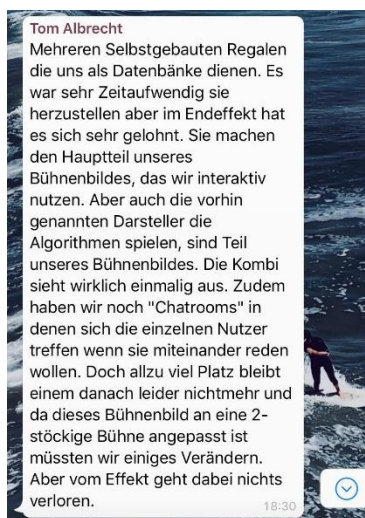 Tom Albrecht
Mehreren Selbstgebauten Regalen
die uns als Datenbänke dienen. Es
war sehr Zeitaufwendig sie
herzustellen aber im Endeffekt hat
es sich sehr gelohnt. Sie machen
den Hauptteil unseres
Bühnenbildes, das wir interaktiv
nutzen. Aber auch die vorhin
genannten Darsteller die
Algorithmen spielen, sind Teil
unseres Bühnenbildes. Die Kombi
sieht wirklich einmalig aus. Zudem
haben wir noch "Chatrooms" in
denen sich die einzelnen Nutzer
treffen wenn sie miteinander reden
wollen. Doch allzu viel Platz bleibt
einem danach leider nichtmehr und
da dieses Bühnenbild an eine 2-
stöckige Bühne angepasst ist
müssten wir einiges Verändern.
Aber vom Effekt geht dabei nichts
verloren.
18:30